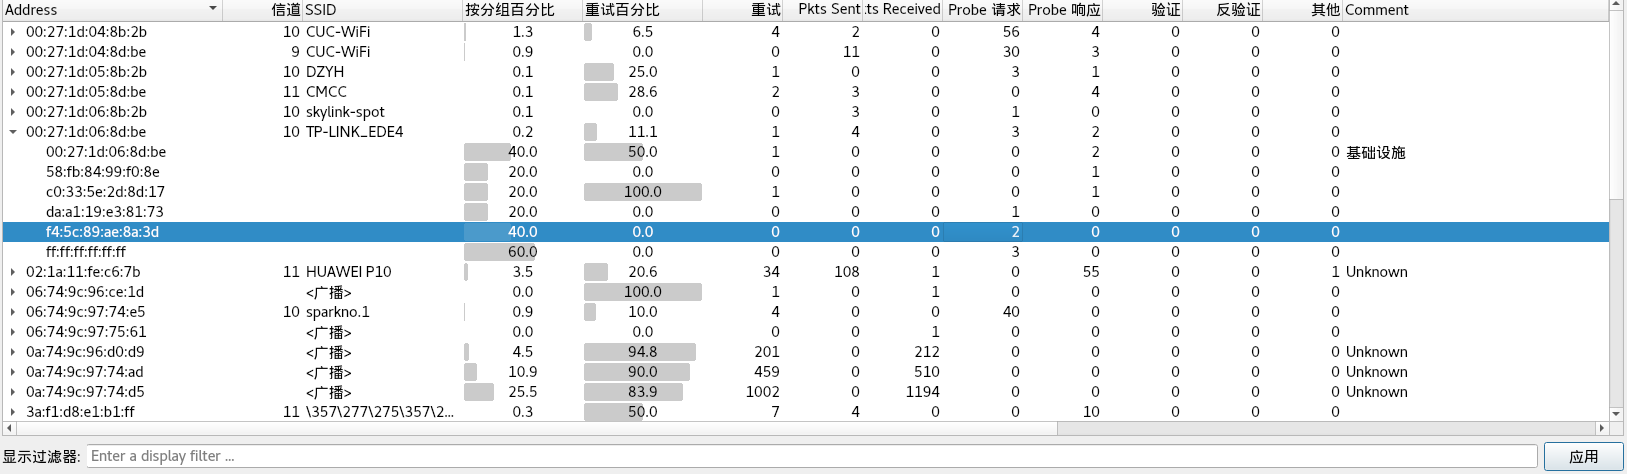 Address 信道 SSID 按分组百分比 重试百分比 重试 Pkts Sent :ts Received Probe 请求 Probe 响应 验证 反验证 其他 Comment
00:27:1d:04:8b:2b 10 CUC-WiFi 1.3 6.5 4 2 0 56 4 0 0 0
00:27:1d:04:8d:be 9 CUC-WiFi 0.9 0.0 0 11 0 30 3 0 0 0
00:27:1d:05:8b:2b 10 DZYH 0.1 25.0 1 0 0 3 1 0 0 0
00:27:1d:05:8d:be 11 CMCC 0.1 28.6 2 3 0 0 4 0 0 0
00:27:1d:06:8b:2b 10 skylink-spot 0.1 0.0 0 3 0 1 0 0 0 0
00:27:1d:06:8d:be 10 TP-LINK_EDE4 0.2 11.1 1 4 0 3 2 0 0 0
00:27:1d:06:8d:be 40.0 50.0 1 0 0 0 2 0 0 0 基础设施
58:fb:84:99:f0:8e 20.0 0.0 0 0 0 0 1 0 0 0
c0:33:5e:2d:8d:17 20.0 100.0 1 0 0 0 1 0 0 0
da:a1:19:e3:81:73 20.0 0.0 0 0 0 1 0 0 0 0
f4:5c:89:ae:8a:3d 40.0 0.0 0 0 0 2 0 0 0 0
ff:ff:ff:ff:ff:ff 60.0 0.0 0 0 0 3 0 0 0 0
02:1a:11:fe:c6:7b 11 HUAWEI P10 3.5 20.6 34 108 1 0 55 0 0 1 Unknown
06:74:9c:96:ce:1d <广播> 0.0 100.0 1 0 1 0 0 0 0 0
06:74:9c:97:74:e5 10 sparkno.1 0.9 10.0 4 0 0 40 0 0 0 0
06:74:9c:97:75:61 <广播> 0.0 0.0 0 0 1 0 0 0 0 0
0a:74:9c:96:d0:d9 <广播> 4.5 94.8 201 0 212 0 0 0 0 0 Unknown
0a:74:9c:97:74:ad <广播> 10.9 90.0 459 0 510 0 0 0 0 0 Unknown
0a:74:9c:97:74:d5 <广播> 25.5 83.9 1002 0 1194 0 0 0 0 0 Unknown
3a:f1:d8:e1:b1:ff 11 \357\277\275\357\2... 0.3 50.0 7 4 0 0 10 0 0 0
显示过滤器: Enter a display filter ... 应用